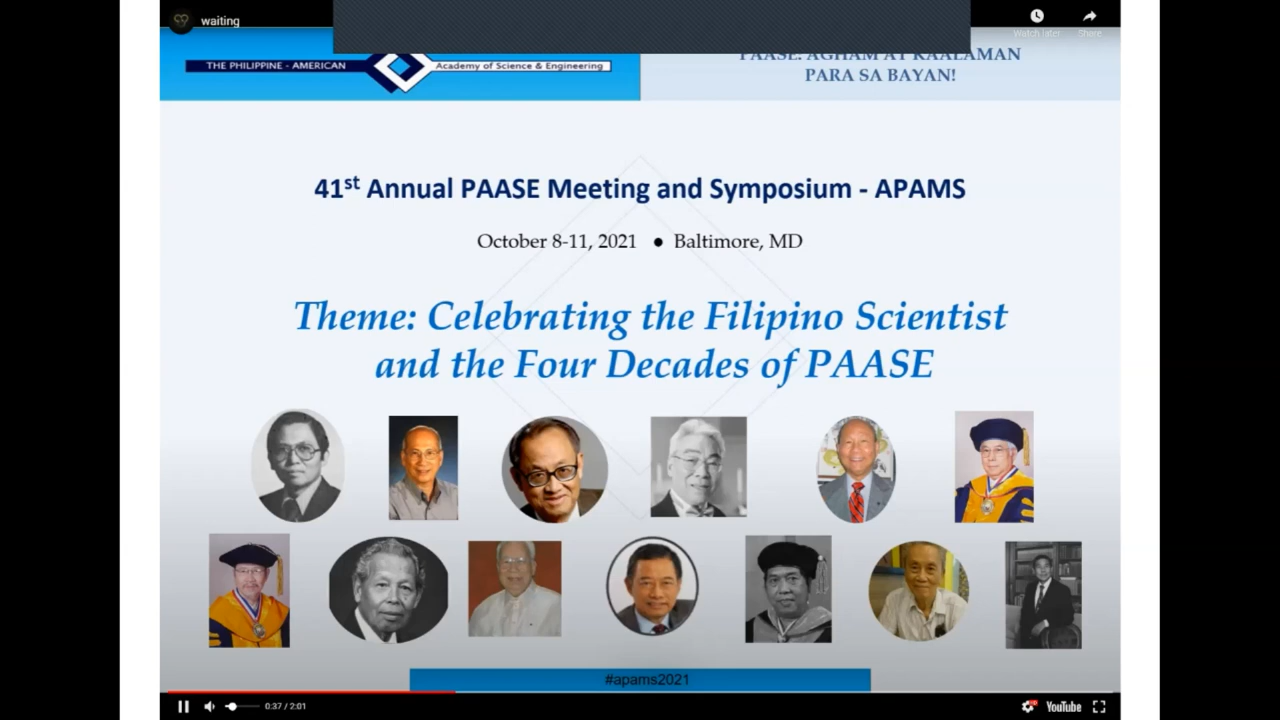 waiting
Watch later
Share
THE PHILIPPINE - AMERICAN
Academy of Science & Engineering
PAASE: AGHAM AT KAALAMAN
PARA SA BAYAN!
41st Annual PAASE Meeting and Symposium - APAMS
October 8-11, 2021 ● Baltimore, MD
Theme: Celebrating the Filipino Scientist
and the Four Decades of PAASE
#apams2021
0:37 / 2:01
YouTube